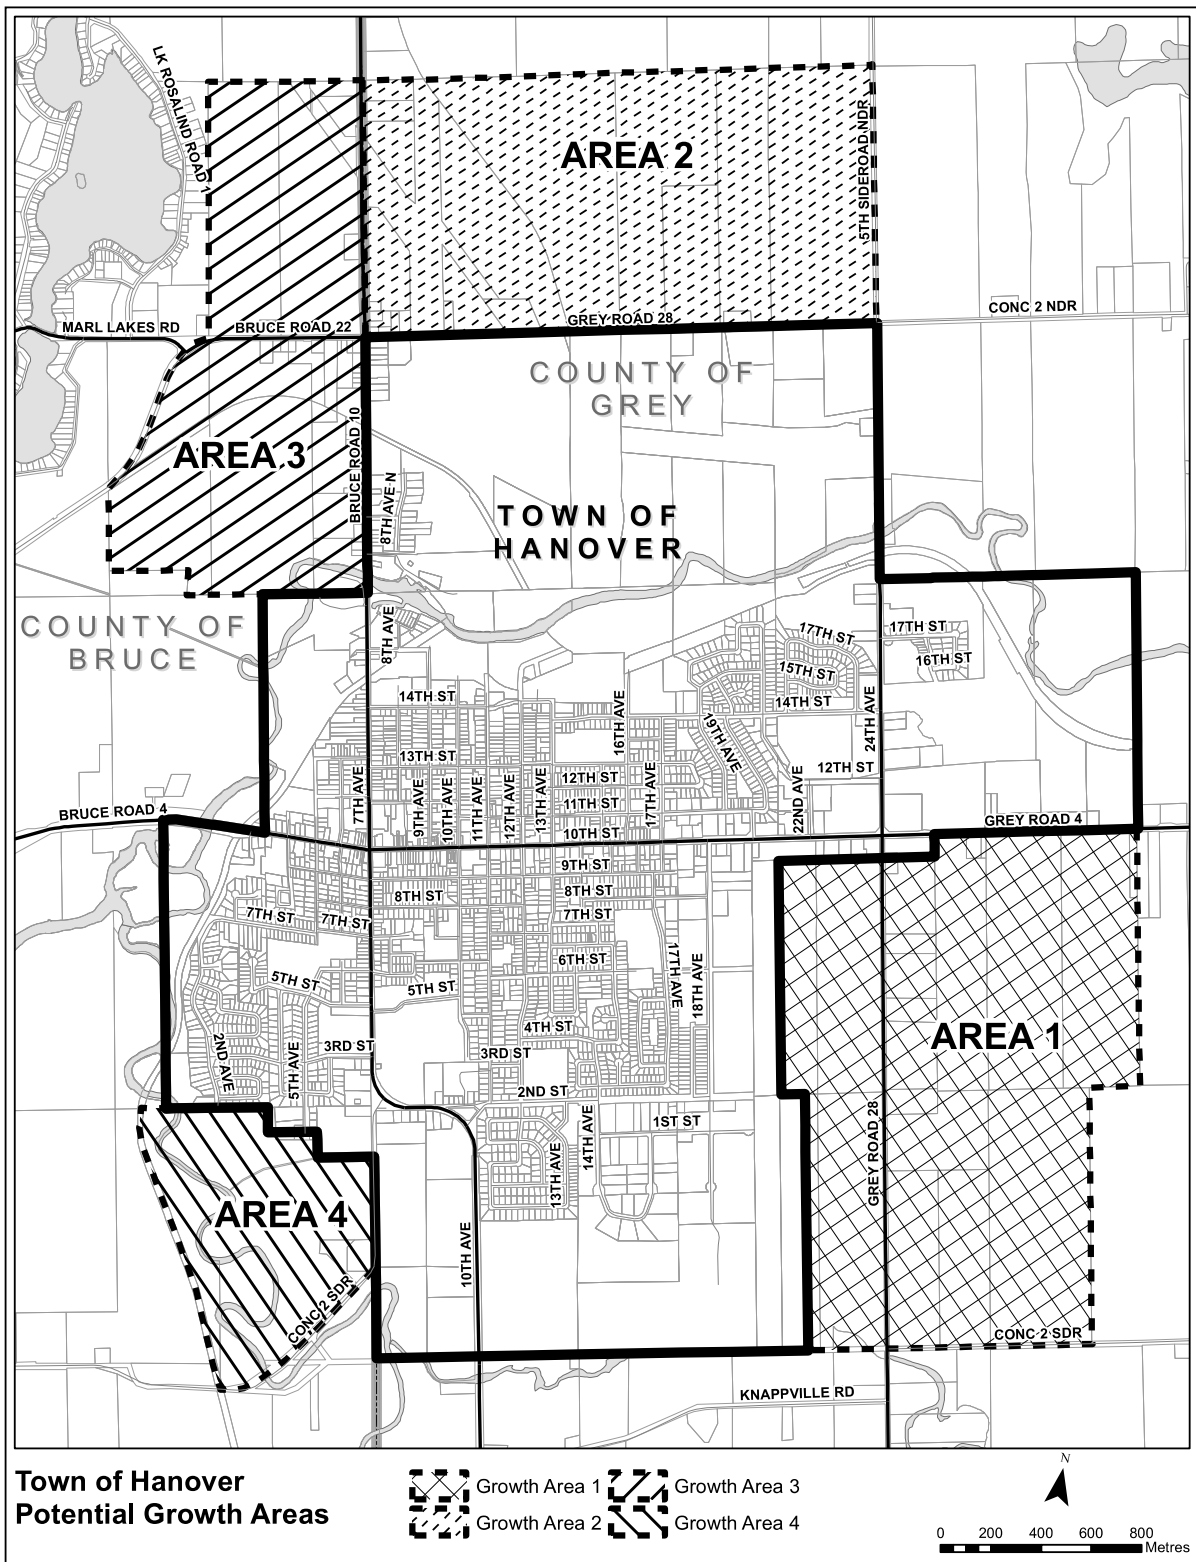 LK ROSALIND ROAD 1
AREA 2
5TH SIDEROAD NDR
MARL LAKES RD
BRUCE ROAD 22
GREY ROAD 28
CONC 2 NDR
COUNTY OF
GREY
AREA 3
BRUCE ROAD 10
8TH AVE N
TOWN OF
HANOVER
COUNTY OF
BRUCE
8TH AVE
17TH ST
17TH ST
16TH ST
15TH ST
14TH ST
14TH ST
16TH AVE
19TH AVE
24TH AVE
13TH ST
12TH ST
12TH ST
7TH AVE
9TH AVE
10TH AVE
11TH AVE
12TH AVE
13TH AVE
11TH ST
17TH AVE
22ND AVE
BRUCE ROAD 4
10TH ST
GREY ROAD 4
9TH ST
8TH ST
8TH ST
7TH ST
7TH ST
7TH ST
6TH ST
17TH AVE
18TH AVE
5TH ST
5TH ST
4TH ST
AREA 1
2ND AVE
5TH AVE
3RD ST
3RD ST
2ND ST
14TH AVE
1ST ST
13TH AVE
GREY ROAD 28
AREA 4
10TH AVE
CONC 2 SDR
CONC 2 SDR
KNAPPVILLE RD
Town of Hanover
Potential Growth Areas
Growth Area 1
Growth Area 2
Growth Area 3
Growth Area 4
N
0 200 400 600 800
Metres